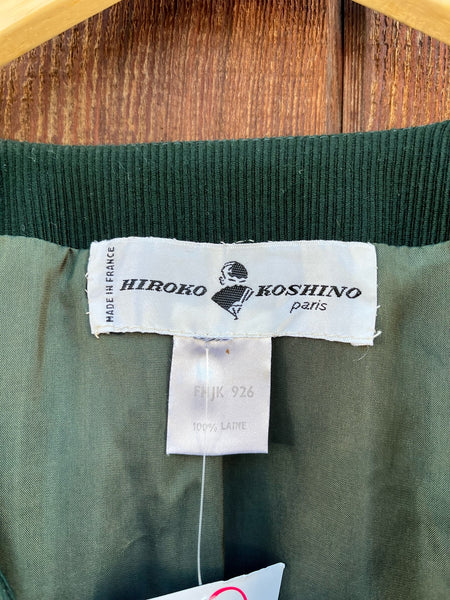 MADE IN FRANCE
HIROKO KOSHINO
paris
FHJK 926
100% LAINE